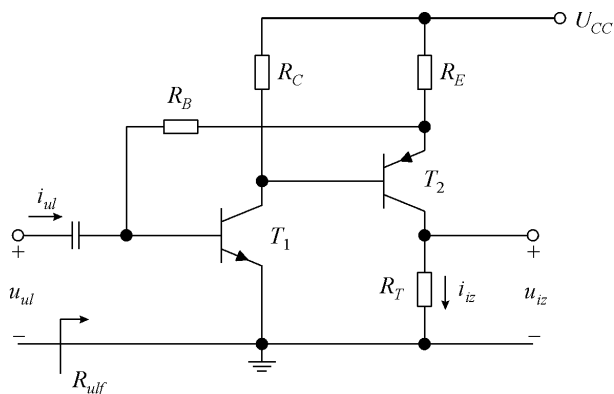 U_CC
R_C
R_E
R_B
T_2
i_ul
T_1
+
+
u_ul
R_T
i_iz
u_iz
−
−
R_ulf